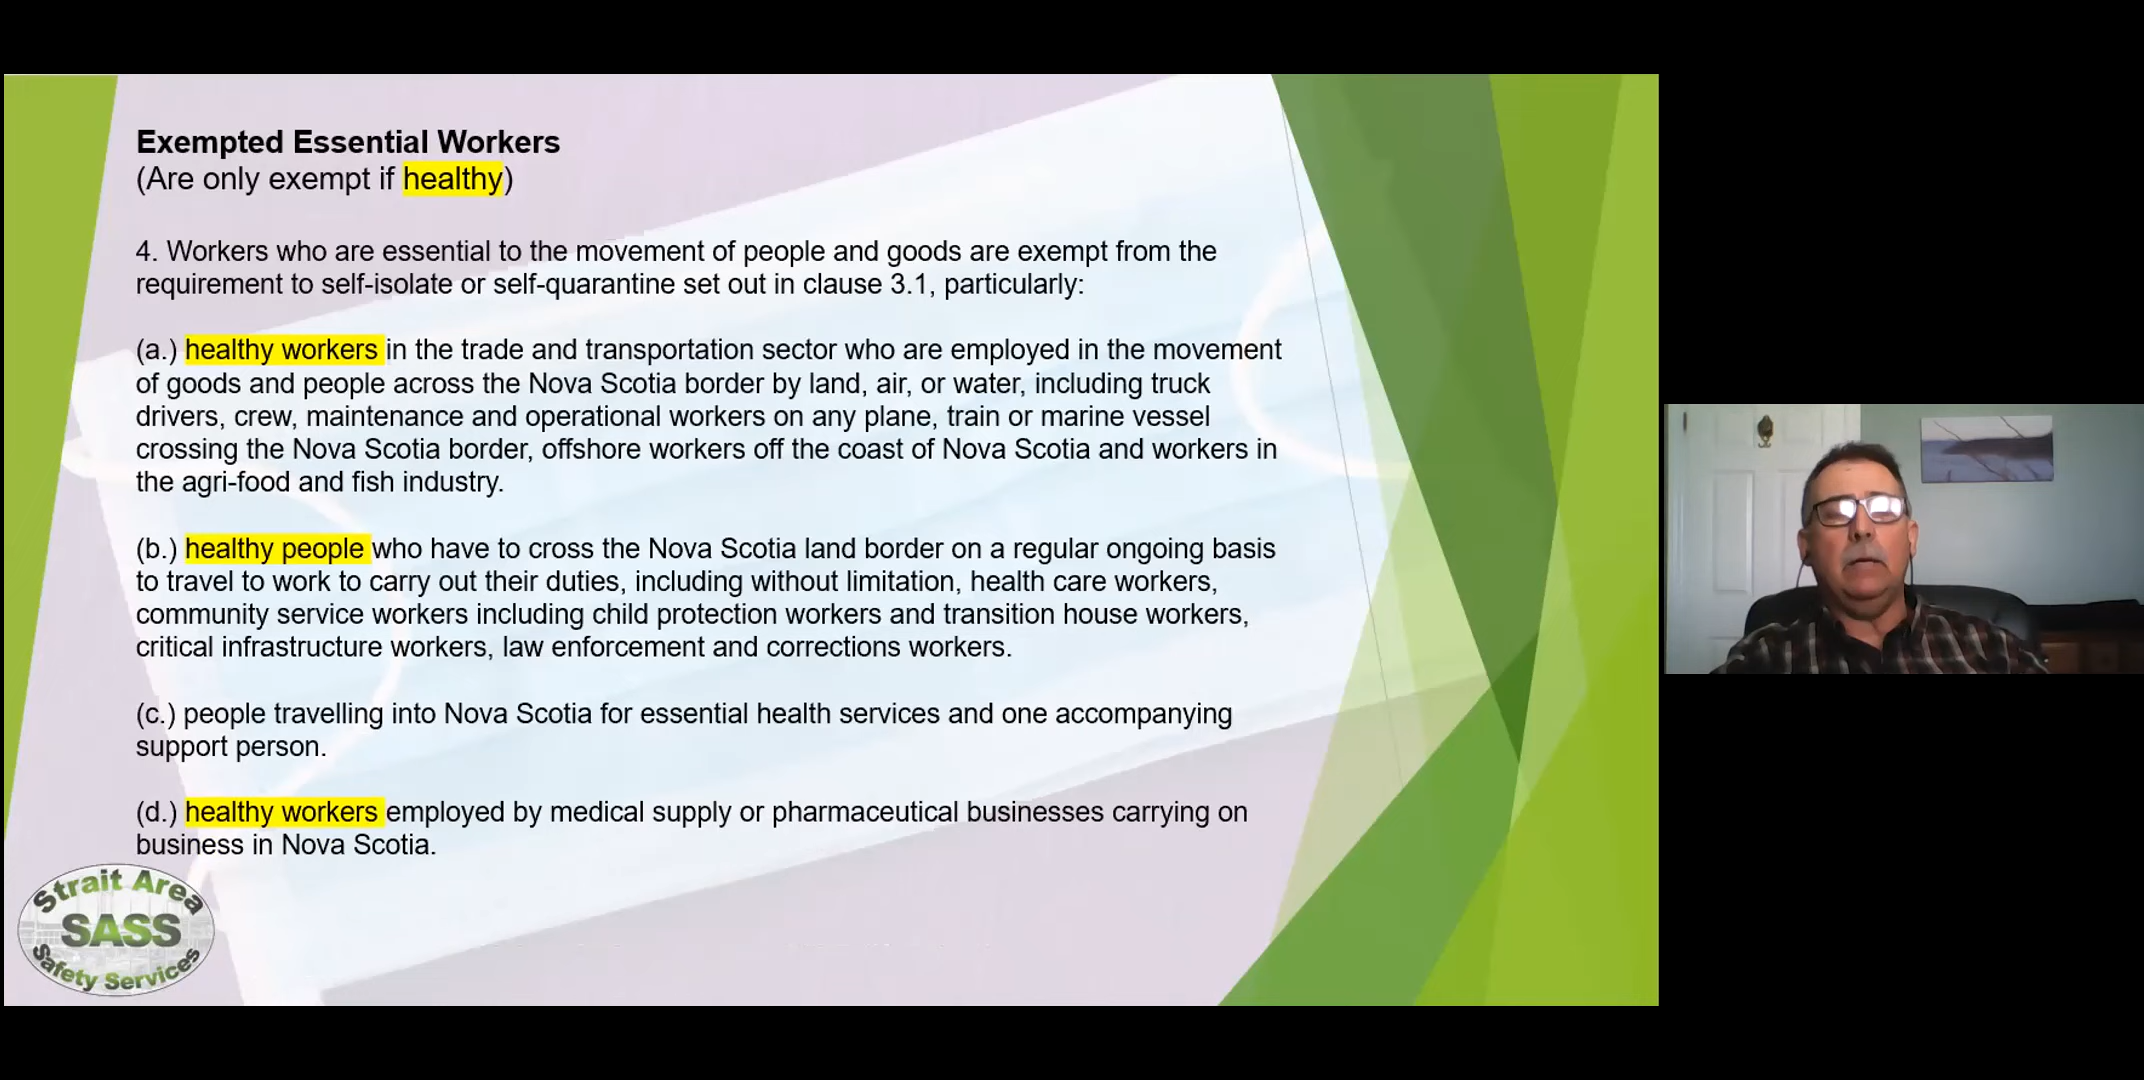 Exempted Essential Workers
(Are only exempt if healthy)
4. Workers who are essential to the movement of people and goods are exempt from the
requirement to self-isolate or self-quarantine set out in clause 3.1, particularly:
(a.) healthy workers in the trade and transportation sector who are employed in the movement
of goods and people across the Nova Scotia border by land, air, or water, including truck
drivers, crew, maintenance and operational workers on any plane, train or marine vessel
crossing the Nova Scotia border, offshore workers off the coast of Nova Scotia and workers in
the agri-food and fish industry.
(b.) healthy people who have to cross the Nova Scotia land border on a regular ongoing basis
to travel to work to carry out their duties, including without limitation, health care workers,
community service workers including child protection workers and transition house workers,
critical infrastructure workers, law enforcement and corrections workers.
(c.) people travelling into Nova Scotia for essential health services and one accompanying
support person.
(d.) healthy workers employed by medical supply or pharmaceutical businesses carrying on
business in Nova Scotia.
Strait Area
SASS
Safety Services